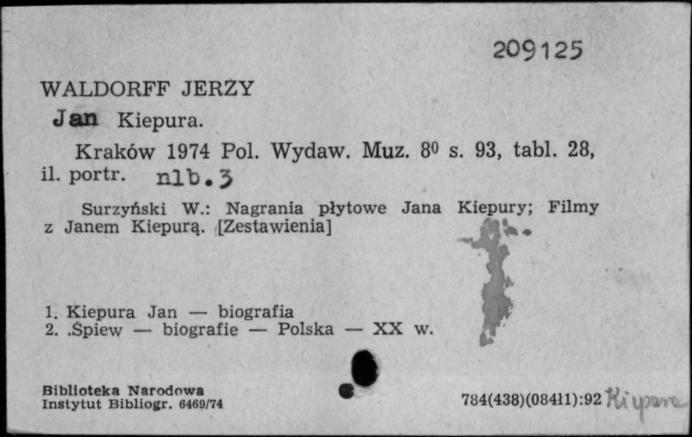 209125
WALDORFF JERZY
Jan Kiepura.
Kraków 1974 Pol. Wydaw. Muz. 8⁰ s. 93, tabl. 28,
il. portr. nlb. 3
Surzyński W.: Nagrania płytowe Jana Kiepury; Filmy
z Janem Kiepurą. [Zestawienia]
1. Kiepura Jan — biografia
2. .Śpiew — biografie — Polska — XX w.
Biblioteka Narodowa
Instytut Bibliogr. 6469/74
784(438)(08411):92 Kiepura